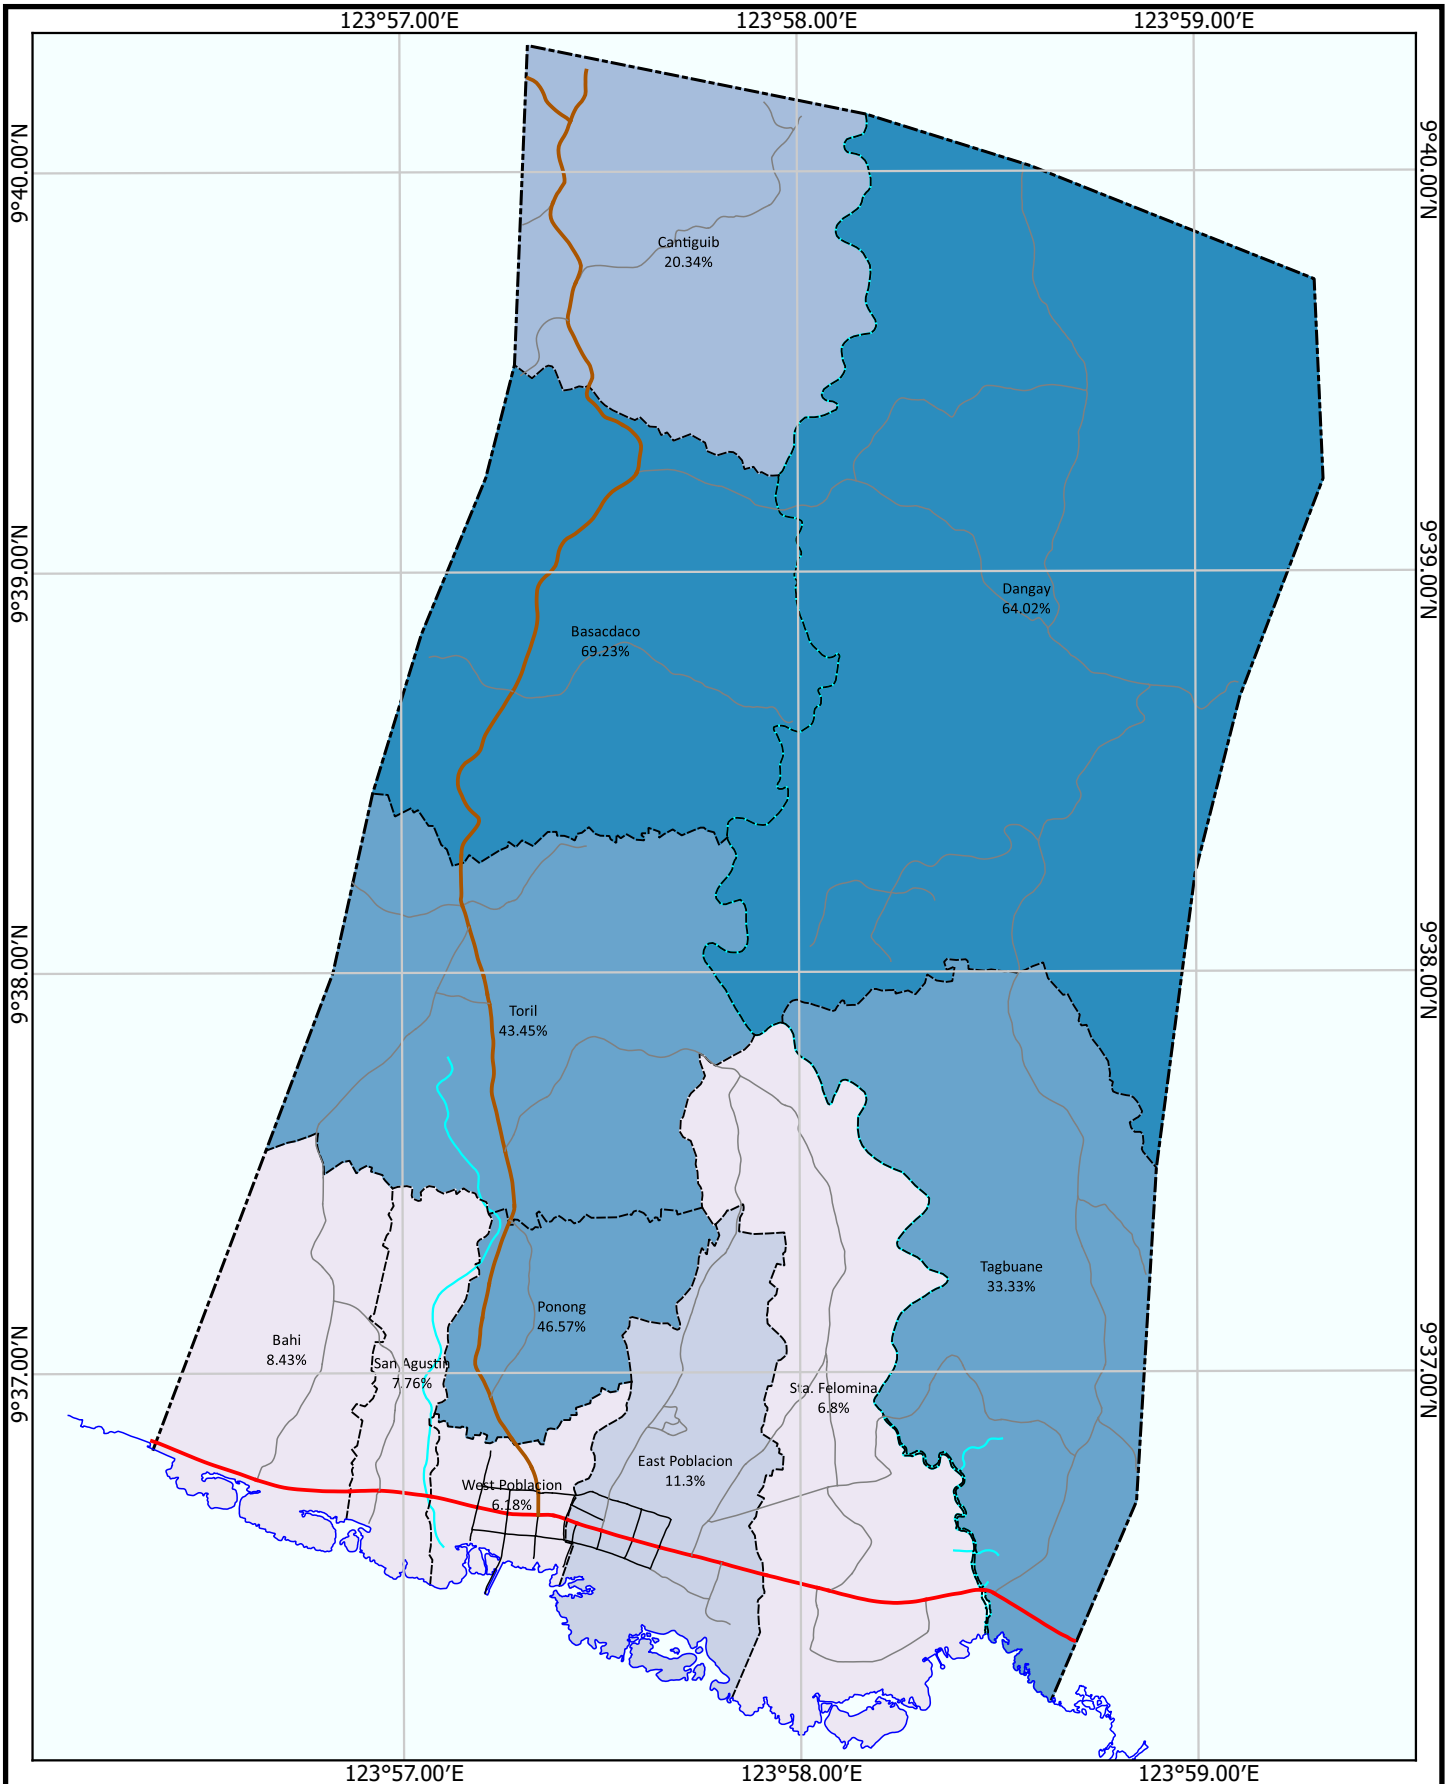 123°57.00'E
123°58.00'E
123°59.00'E
9°40.00'N
9°40.00'N
Cantiguib
20.34%
9°39.00'N
9°39.00'N
Dangay
64.02%
Basacdaco
69.23%
9°38.00'N
9°38.00'N
Toril
43.45%
Tagbuane
33.33%
Ponong
46.57%
9°37.00'N
9°37.00'N
Bahi
8.43%
San Agustin
7.76%
Sta. Felomina
6.8%
East Poblacion
11.3%
West Poblacion
6.18%
123°57.00'E
123°58.00'E
123°59.00'E